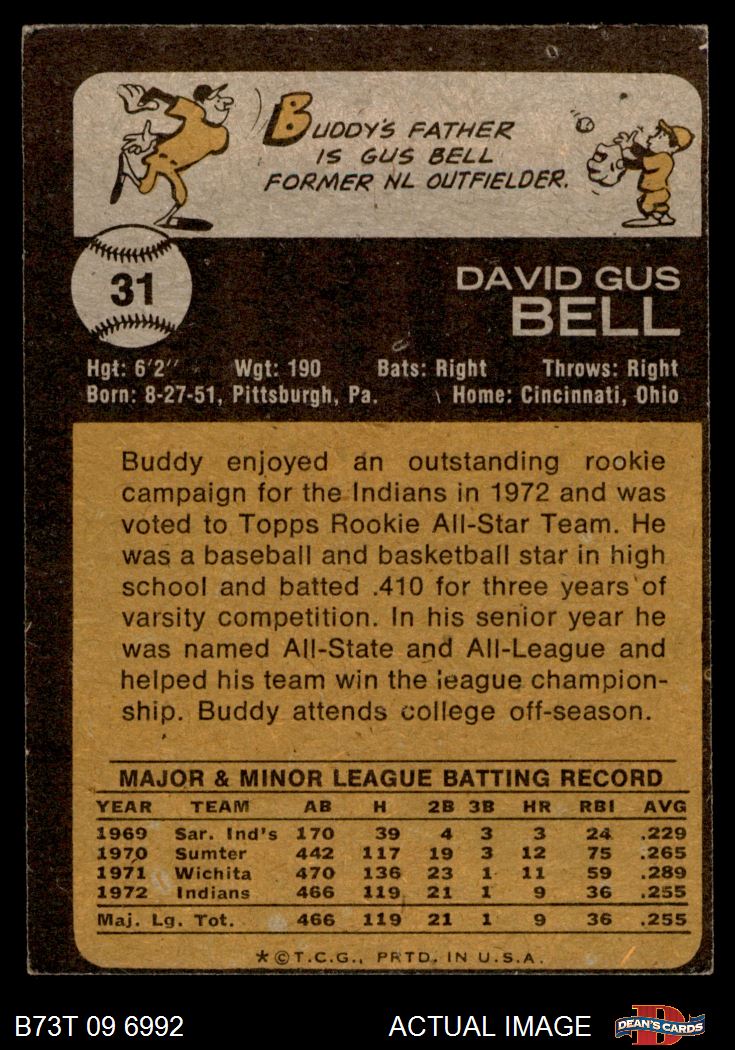 BUDDY'S FATHER
IS GUS BELL
FORMER NL OUTFIELDER.
31
DAVID GUS
BELL
Hgt: 6'2" Wgt: 190 Bats: Right Throws: Right
Born: 8-27-51, Pittsburgh, Pa. Home: Cincinnati, Ohio
Buddy enjoyed an outstanding rookie
campaign for the Indians in 1972 and was
voted to Topps Rookie All-Star Team. He
was a baseball and basketball star in high
school and batted .410 for three years of
varsity competition. In his senior year he
was named All-State and All-League and
helped his team win the league champion-
ship. Buddy attends college off-season.
MAJOR & MINOR LEAGUE BATTING RECORD
YEAR TEAM AB H 2B 3B HR RBI AVG
1969 Sar. Ind's 170 39 4 3 3 24 .229
1970 Sumter 442 117 19 3 12 75 .265
1971 Wichita 470 136 23 1 11 59 .289
1972 Indians 466 119 21 1 9 36 .255
Maj. Lg. Tot. 466 119 21 1 9 36 .255
*©T.C.G., PRTD. IN U.S.A.
B73T 09 6992 ACTUAL IMAGE DEAN'S CARDS